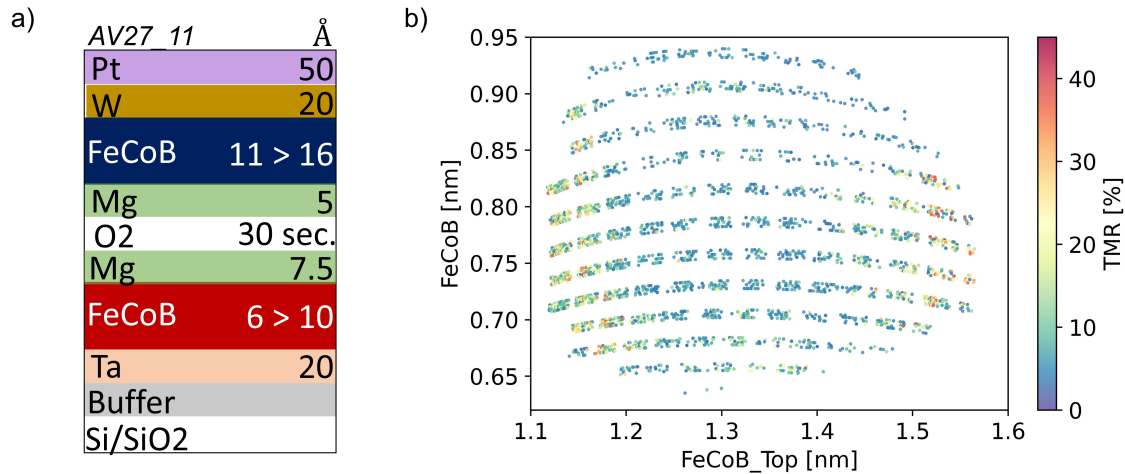 a)
AV27_11 Å
Pt 50
W 20
FeCoB 11 > 16
Mg 5
O2 30 sec.
Mg 7.5
FeCoB 6 > 10
Ta 20
Buffer
Si/SiO2
b)
0.95
0.90
0.85
0.80
0.75
0.70
0.65
FeCoB [nm]
1.1 1.2 1.3 1.4 1.5 1.6
FeCoB_Top [nm]
40
30
20
10
0
TMR [%]